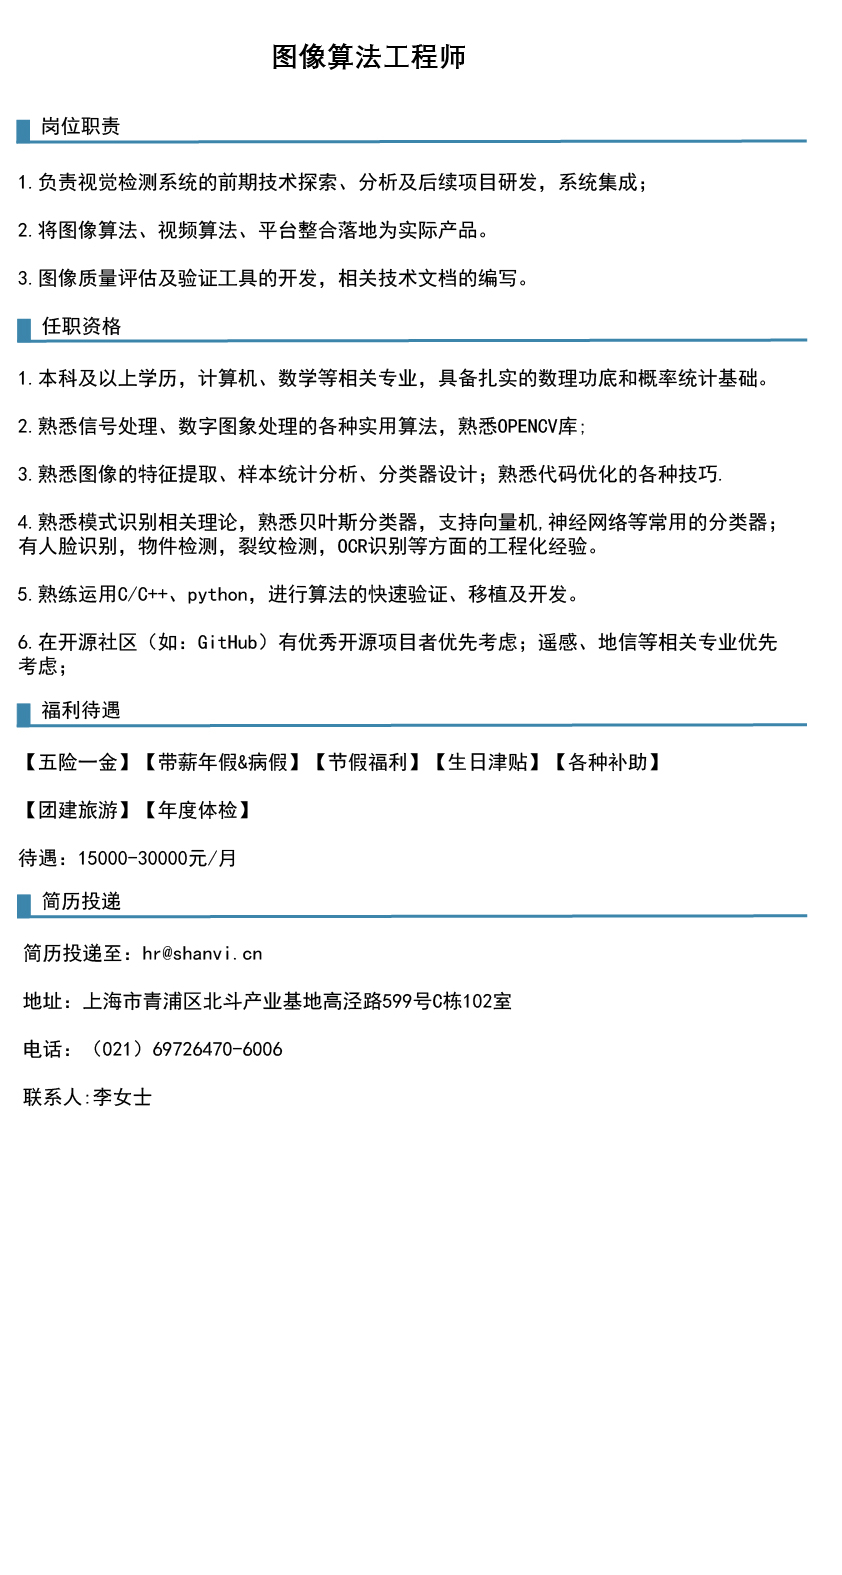 图像算法工程师
岗位职责
1.负责视觉检测系统的前期技术探索、分析及后续项目研发，系统集成；
2.将图像算法、视频算法、平台整合落地为实际产品。
3.图像质量评估及验证工具的开发，相关技术文档的编写。
任职资格
1.本科及以上学历，计算机、数学等相关专业，具备扎实的数理功底和概率统计基础。
2.熟悉信号处理、数字图象处理的各种实用算法，熟悉OPENCV库;
3.熟悉图像的特征提取、样本统计分析、分类器设计；熟悉代码优化的各种技巧.
4.熟悉模式识别相关理论，熟悉贝叶斯分类器，支持向量机,神经网络等常用的分类器；
有人脸识别，物件检测，裂纹检测，OCR识别等方面的工程化经验。
5.熟练运用C/C++、python，进行算法的快速验证、移植及开发。
6.在开源社区（如：GitHub）有优秀开源项目者优先考虑；遥感、地信等相关专业优先
考虑；
福利待遇
【五险一金】【带薪年假&病假】【节假福利】【生日津贴】【各种补助】
【团建旅游】【年度体检】
待遇：15000-30000元/月
简历投递
简历投递至：hr@shanvi.cn
地址：上海市青浦区北斗产业基地高泾路599号C栋102室
电话：（021）69726470-6006
联系人:李女士